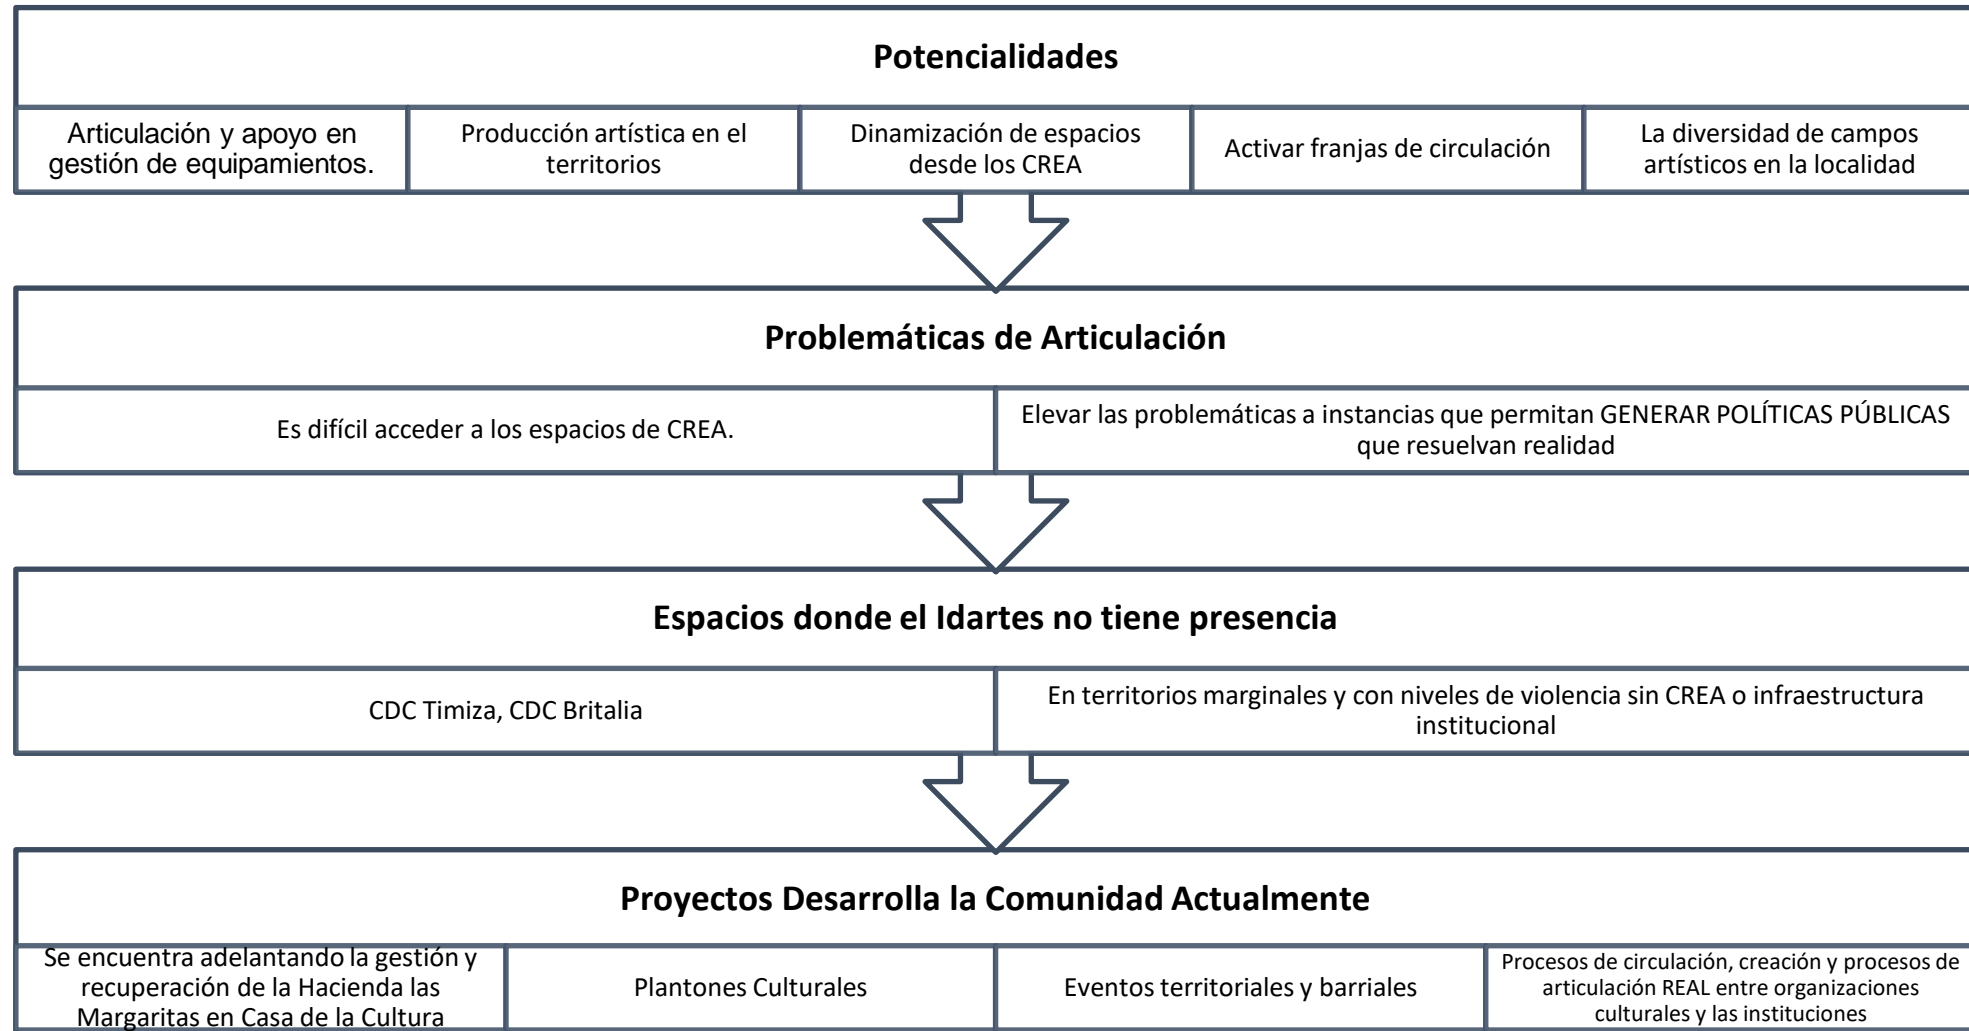 Potencialidades
Articulación y apoyo en
gestión de equipamientos.
Producción artística en el
territorios
Dinamización de espacios
desde los CREA
Activar franjas de circulación
La diversidad de campos
artísticos en la localidad
Problemáticas de Articulación
Es difícil acceder a los espacios de CREA.
Elevar las problemáticas a instancias que permitan GENERAR POLÍTICAS PÚBLICAS
que resuelvan realidad
Espacios donde el Idartes no tiene presencia
CDC Timiza, CDC Britalia
En territorios marginales y con niveles de violencia sin CREA o infraestructura
institucional
Proyectos Desarrolla la Comunidad Actualmente
Se encuentra adelantando la gestión y
recuperación de la Hacienda las
Margaritas en Casa de la Cultura
Plantones Culturales
Eventos territoriales y barriales
Procesos de circulación, creación y procesos de
articulación REAL entre organizaciones
culturales y las instituciones